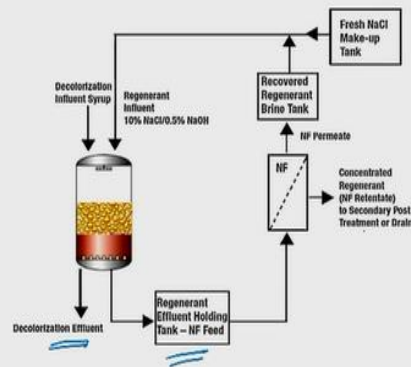 Fresh NaCl
Make-up
Tank
Decolorization
Influent Syrup
Regenerant
Influent
10% NaCl/0.5% NaOH
Recovered
Regenerant
Brine Tank
NF Permeate
NF
Concentrated
Regenerant
(NF Retentate)
to Secondary Post
Treatment or Drain
Regenerant
Effluent Holding
Tank – NF Feed
Decolorization Effluent